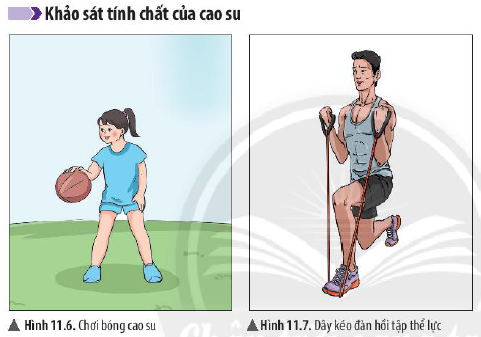 Khảo sát tính chất của cao su
▲ Hình 11.6. Chơi bóng cao su
▲ Hình 11.7. Dây kéo đàn hồi tập thể lực